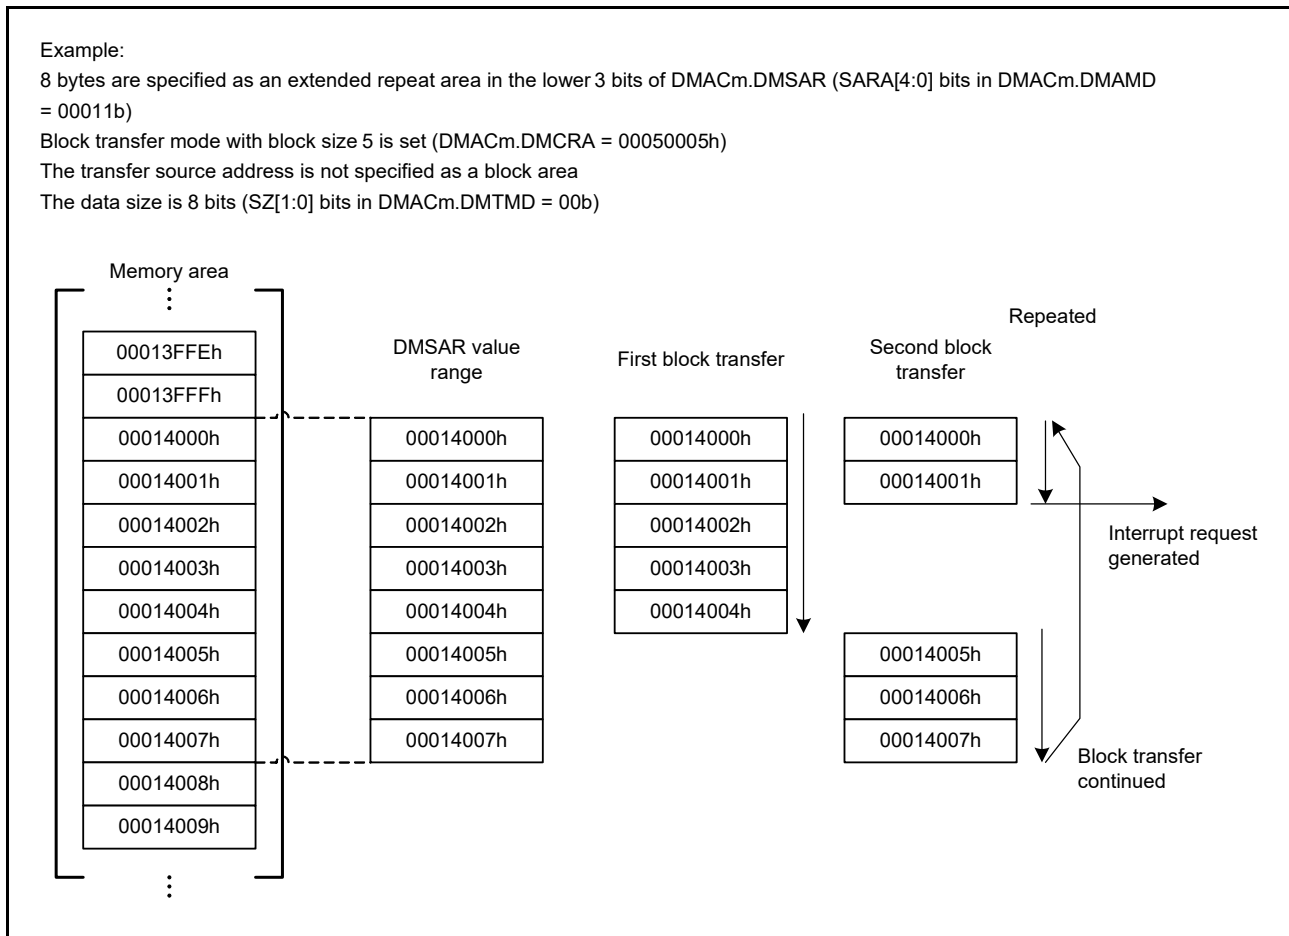 Example:
8 bytes are specified as an extended repeat area in the lower 3 bits of DMACm.DMSAR (SARA[4:0] bits in DMACm.DMAMD
= 00011b)
Block transfer mode with block size 5 is set (DMACm.DMCRA = 00050005h)
The transfer source address is not specified as a block area
The data size is 8 bits (SZ[1:0] bits in DMACm.DMTMD = 00b)
Memory area
⋮
00013FFEh
00013FFFh
00014000h
00014001h
00014002h
00014003h
00014004h
00014005h
00014006h
00014007h
00014008h
00014009h
⋮
DMSAR value
range
00014000h
00014001h
00014002h
00014003h
00014004h
00014005h
00014006h
00014007h
First block transfer
00014000h
00014001h
00014002h
00014003h
00014004h
Second block
transfer
00014000h
00014001h
00014005h
00014006h
00014007h
Repeated
Interrupt request
generated
Block transfer
continued